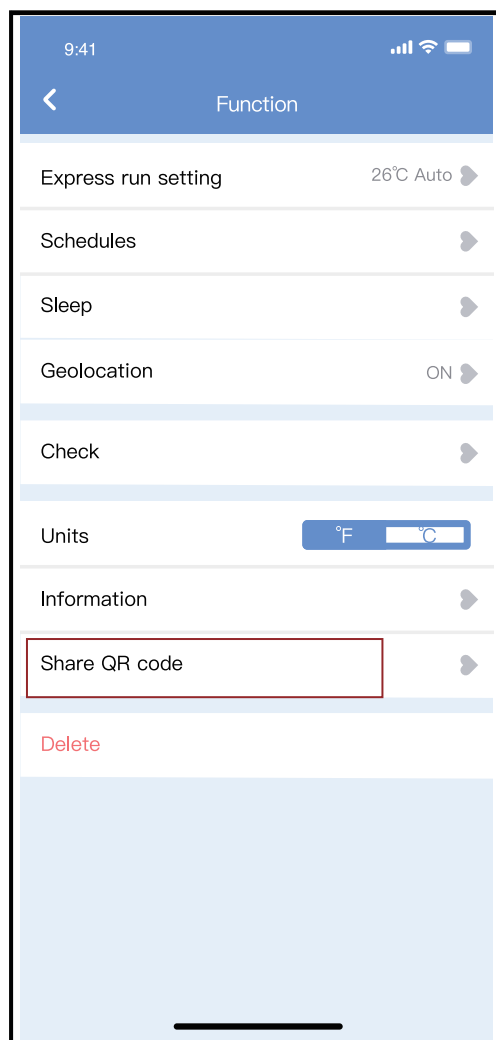 9:41
Function
Express run setting 26℃ Auto
Schedules
Sleep
Geolocation ON
Check
Units °F °C
Information
Share QR code
Delete